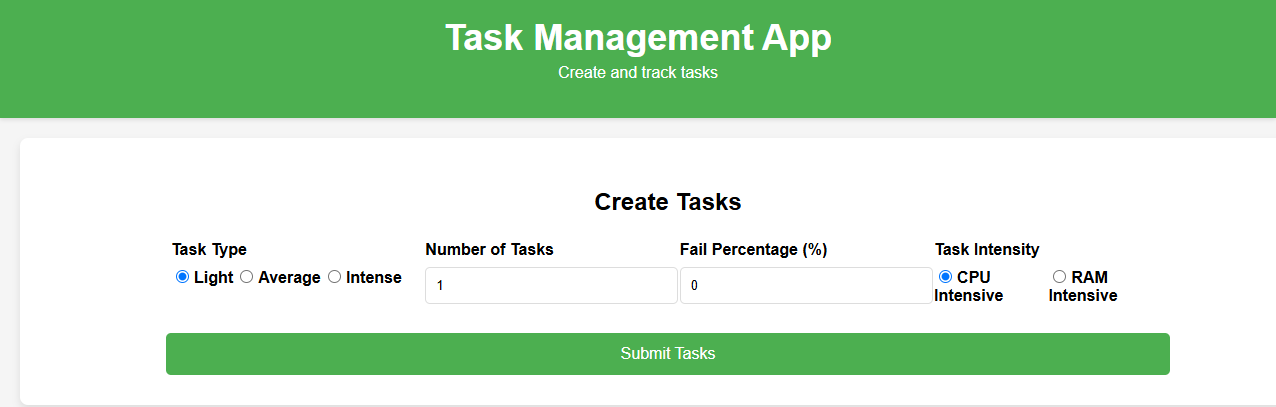 Task Management App
Create and track tasks
Create Tasks
Task Type
Light Average Intense
Number of Tasks
1
Fail Percentage (%)
0
Task Intensity
CPU Intensive
RAM Intensive
Submit Tasks